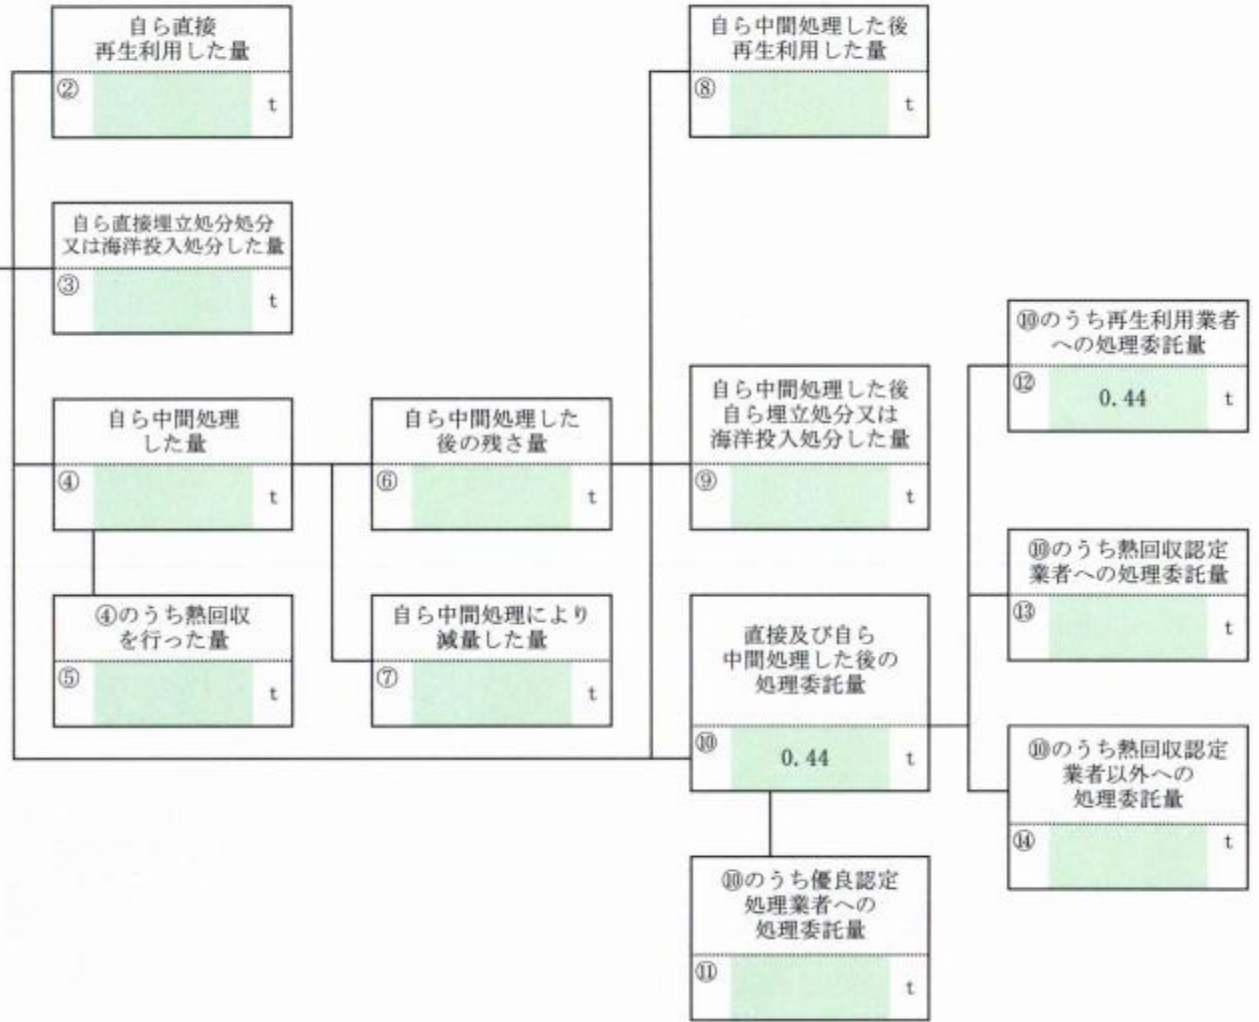 自ら直接
再生利用した量
② t
自ら直接埋立処分処分
又は海洋投入処分した量
③ t
自ら中間処理
した量
④ t
④のうち熱回収
を行った量
⑤ t
自ら中間処理した
後の残さ量
⑥ t
自ら中間処理により
減量した量
⑦ t
自ら中間処理した後
再生利用した量
⑧ t
自ら中間処理した後
自ら埋立処分又は
海洋投入処分した量
⑨ t
直接及び自ら
中間処理した後の
処理委託量
⑩ 0.44 t
⑩のうち優良認定
処理業者への
処理委託量
⑪ t
⑩のうち再生利用業者
への処理委託量
⑫ 0.44 t
⑩のうち熱回収認定
業者への処理委託量
⑬ t
⑩のうち熱回収認定
業者以外への
処理委託量
⑭ t